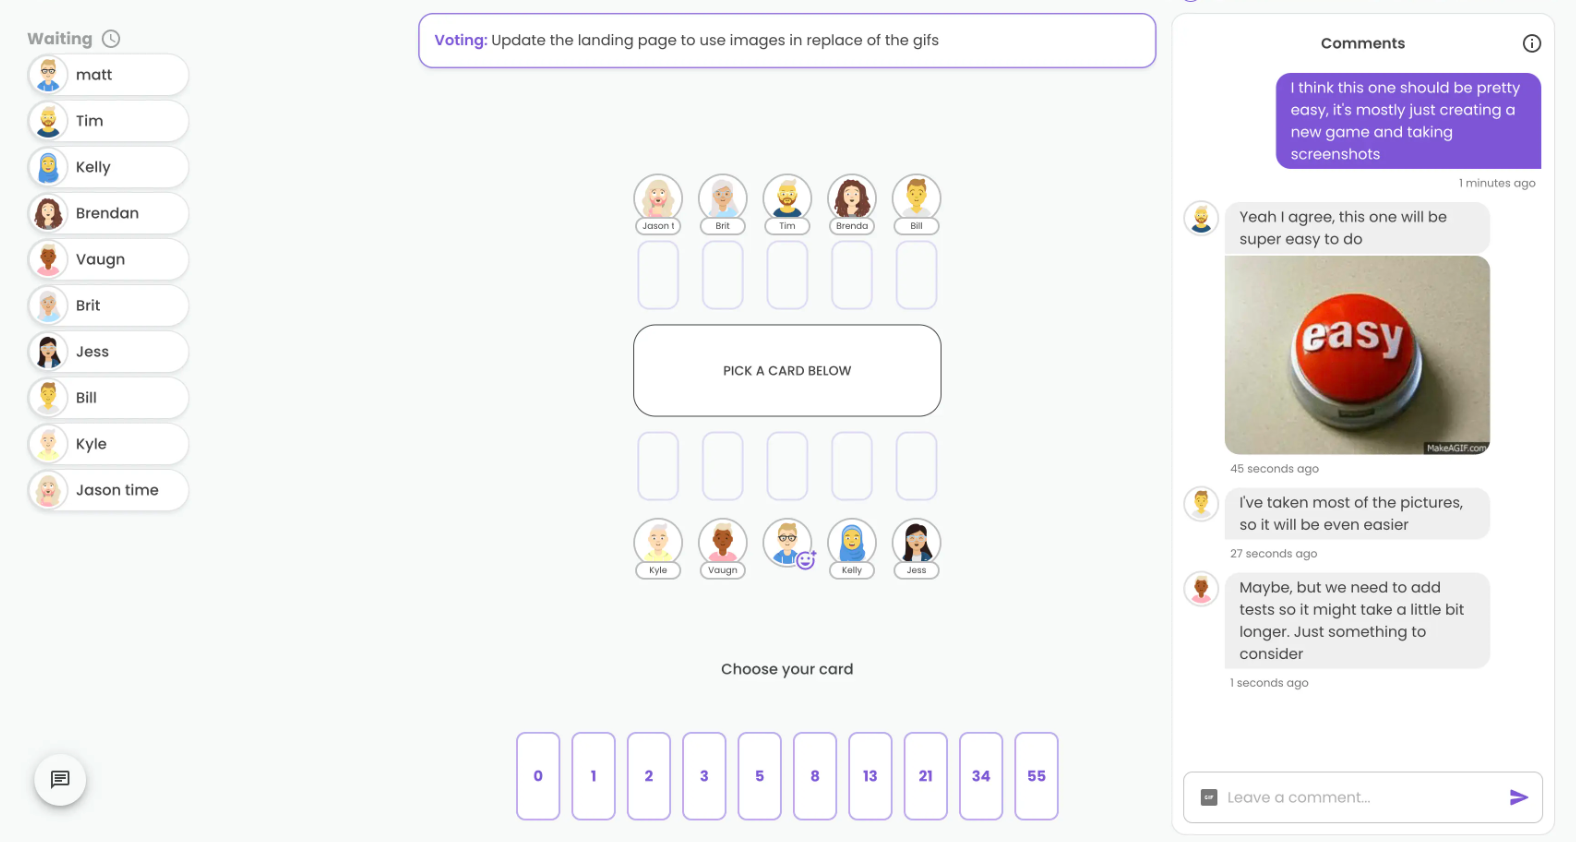 Waiting
matt
Tim
Kelly
Brendan
Vaugn
Brit
Jess
Bill
Kyle
Jason time
Voting: Update the landing page to use images in replace of the gifs
Jason t
Brit
Tim
Brenda
Bill
PICK A CARD BELOW
Kyle
Vaugn
Kelly
Jess
Choose your card
0
1
2
3
5
8
13
21
34
55
Comments
I think this one should be pretty
easy, it's mostly just creating a
new game and taking
screenshots
1 minutes ago
Yeah I agree, this one will be
super easy to do
easy
MakeAGIF.com
45 seconds ago
I've taken most of the pictures,
so it will be even easier
27 seconds ago
Maybe, but we need to add
tests so it might take a little bit
longer. Just something to
consider
1 seconds ago
GIF
Leave a comment...